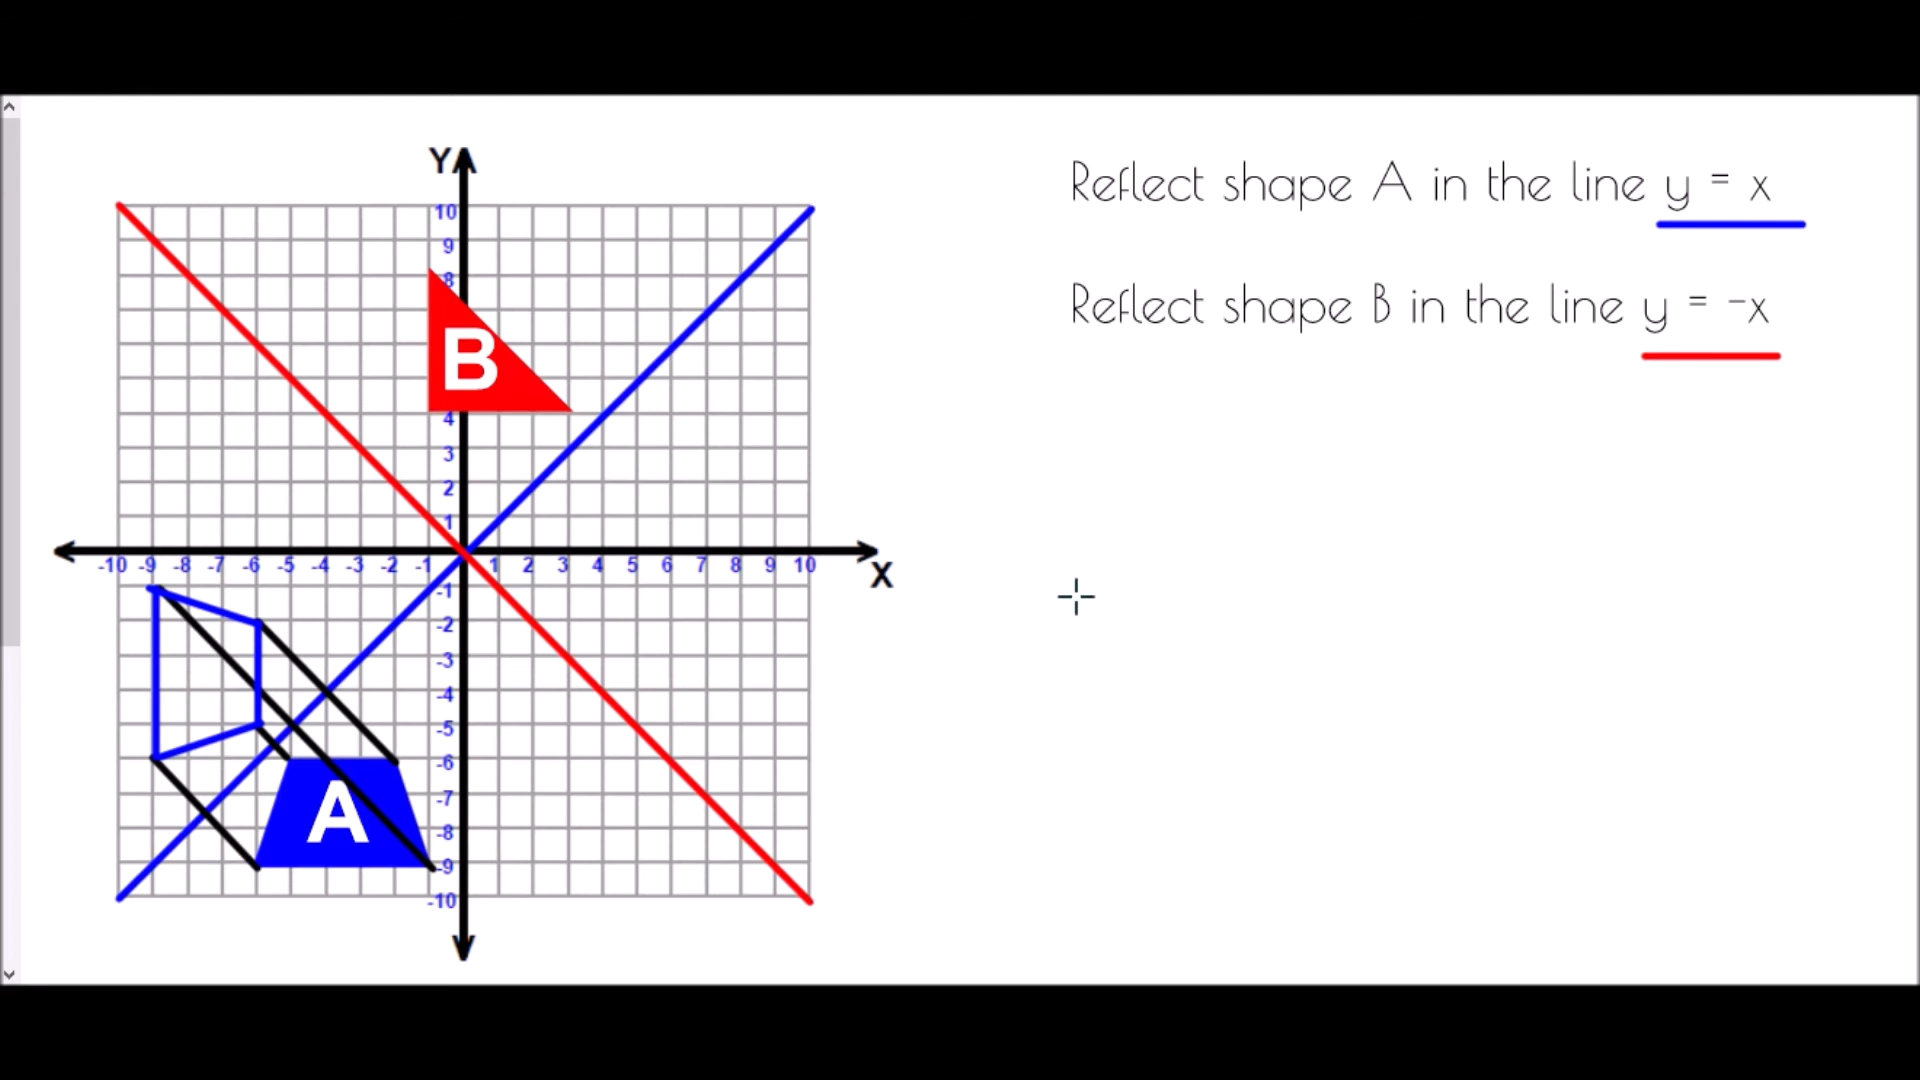 Reflect shape A in the line y = x
Reflect shape B in the line y = -x
Y
10
9
8
B
4
3
2
1
-10 -9 -8 -7 -6 -5 -4 -3 -2 -1 1 2 3 4 5 6 7 8 9 10
X
-1
-2
-3
-4
-5
-6
-7
A
-8
-9
-10